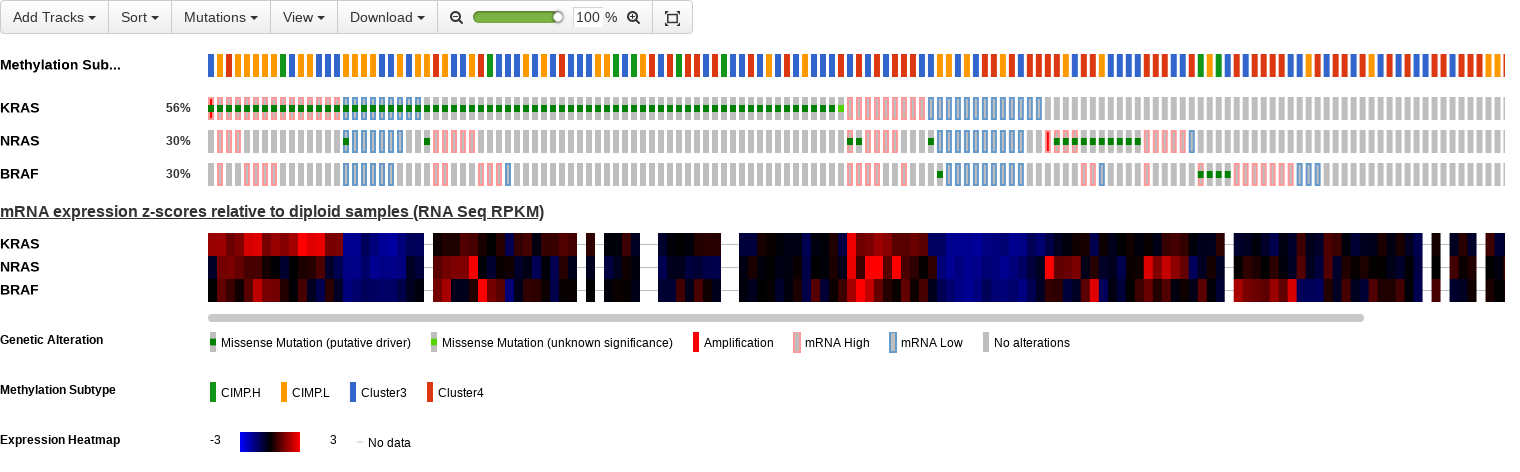 Add Tracks Sort Mutations View Download 100 %
Methylation Sub...
KRAS 56%
NRAS 30%
BRAF 30%
mRNA expression z-scores relative to diploid samples (RNA Seq RPKM)
KRAS
NRAS
BRAF
Genetic Alteration Missense Mutation (putative driver) Missense Mutation (unknown significance) Amplification mRNA High mRNA Low No alterations
Methylation Subtype CIMP.H CIMP.L Cluster3 Cluster4
Expression Heatmap -3 3 No data